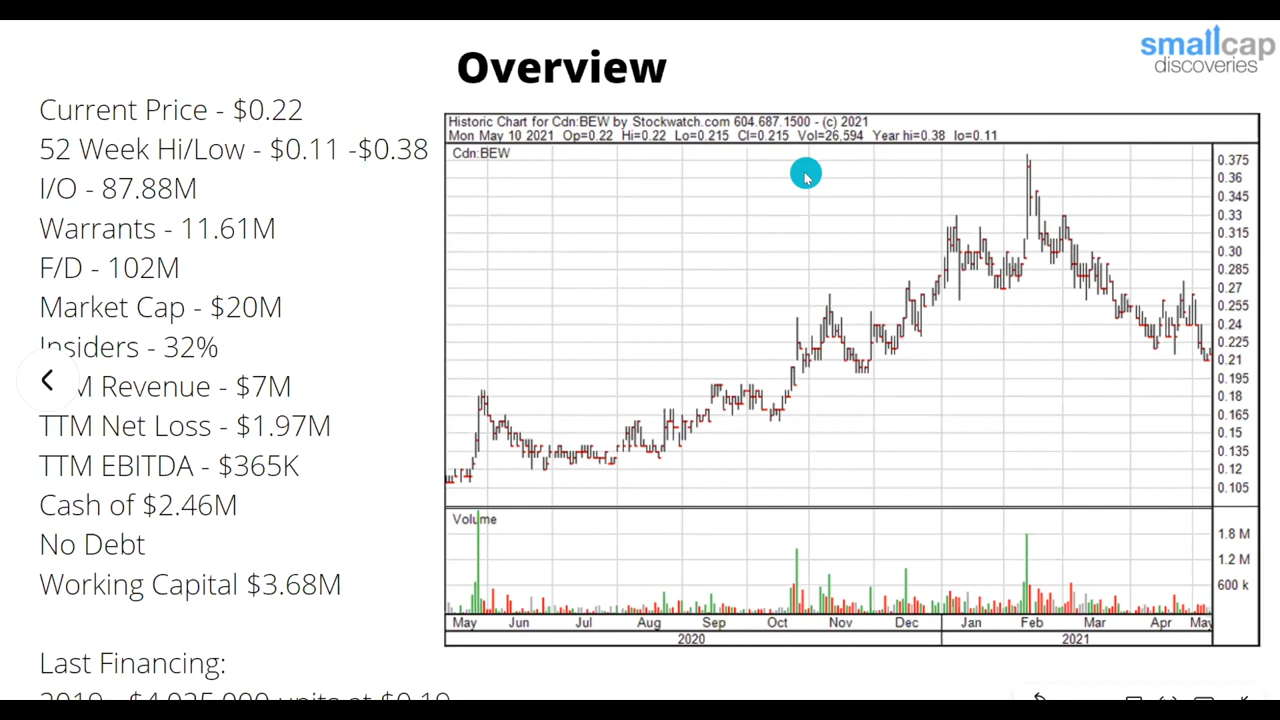 smallcap
discoveries
Overview
Current Price - $0.22
52 Week Hi/Low - $0.11 -$0.38
I/O - 87.88M
Warrants - 11.61M
F/D - 102M
Market Cap - $20M
Insiders - 32%
M Revenue - $7M
TTM Net Loss - $1.97M
TTM EBITDA - $365K
Cash of $2.46M
No Debt
Working Capital $3.68M
Last Financing:
Historic Chart for Cdn:BEW by Stockwatch.com 604.687.1500 - (c) 2021
Mon May 10 2021 Op=0.22 Hi=0.22 Lo=0.215 Cl=0.215 Vol=26,594 Year hi=0.38 lo=0.11
Cdn:BEW
0.375
0.36
0.345
0.33
0.315
0.30
0.285
0.27
0.255
0.24
0.225
0.21
0.195
0.18
0.165
0.15
0.135
0.12
0.105
Volume
1.8 M
1.2 M
600 k
May Jun Jul Aug Sep Oct Nov Dec Jan Feb Mar Apr May
2020 2021